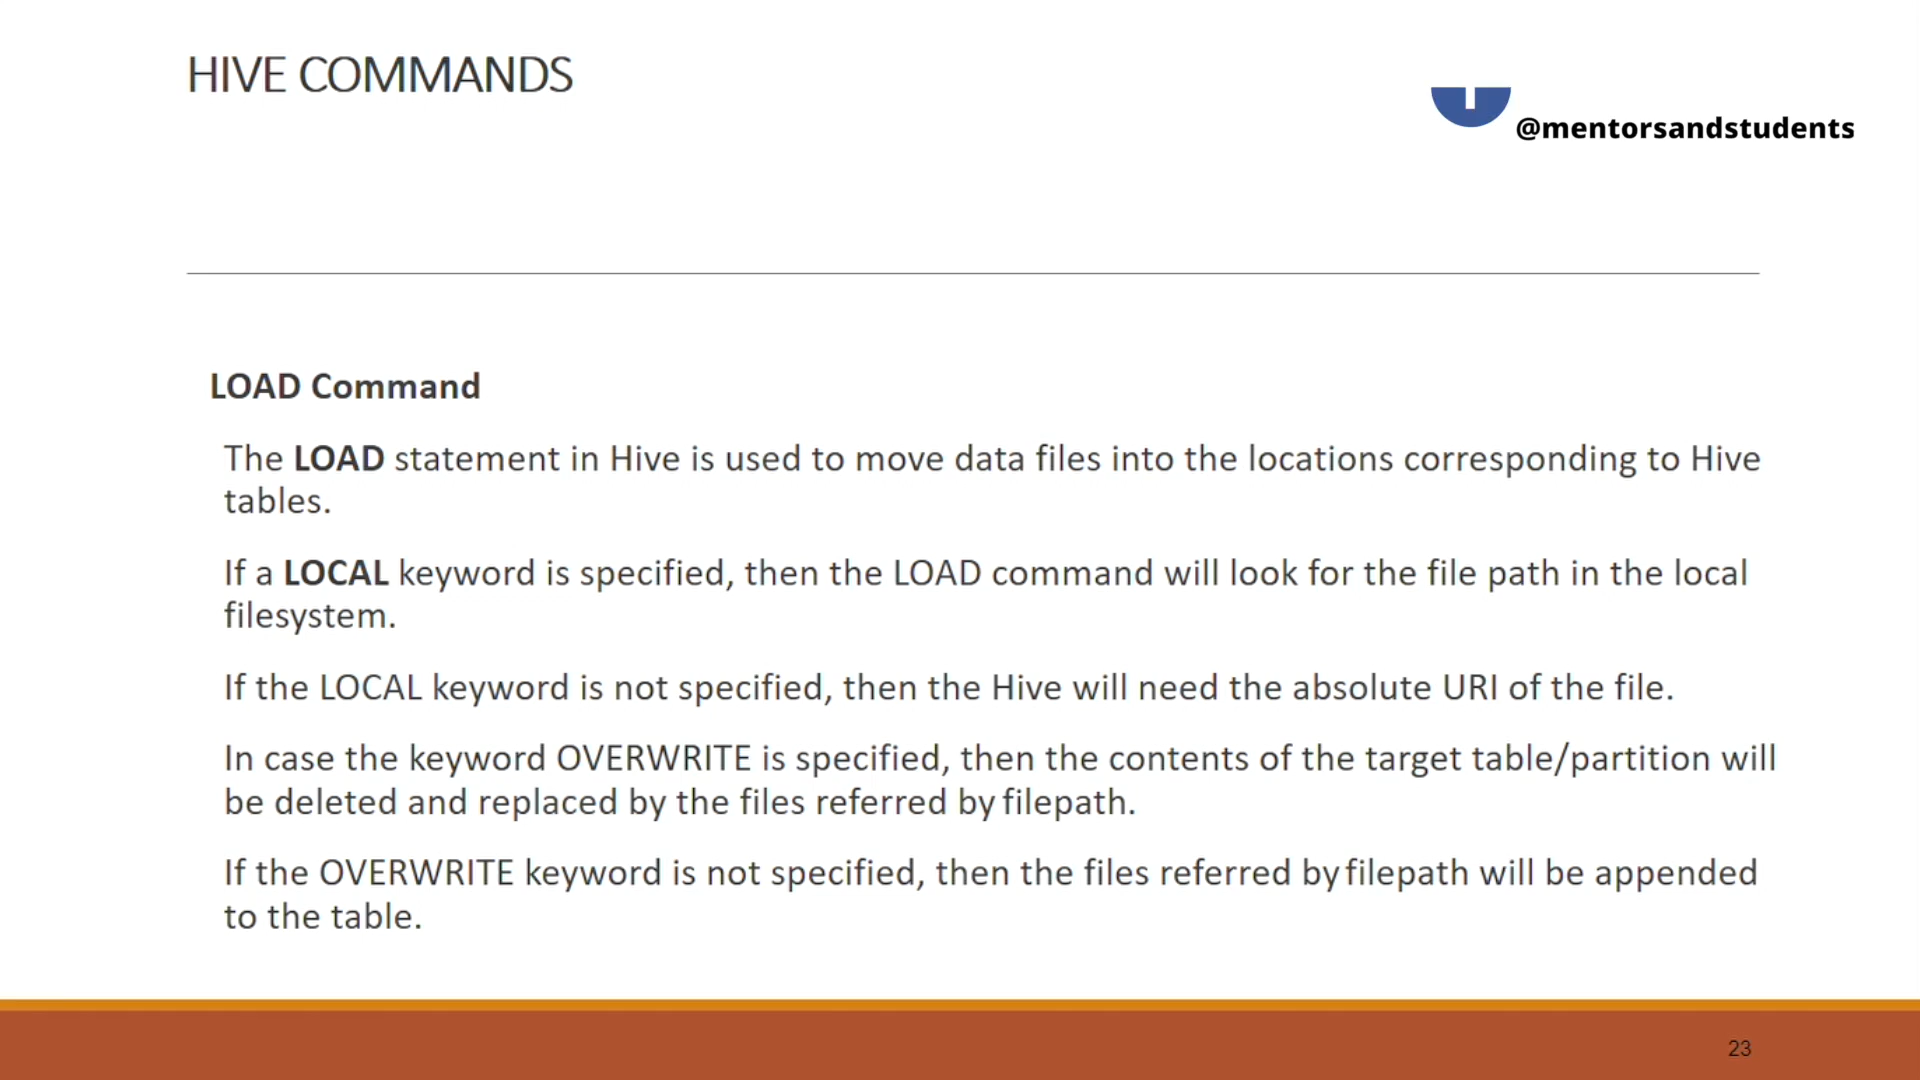 HIVE COMMANDS
@mentorsandstudents
LOAD Command
The LOAD statement in Hive is used to move data files into the locations corresponding to Hive
tables.
If a LOCAL keyword is specified, then the LOAD command will look for the file path in the local
filesystem.
If the LOCAL keyword is not specified, then the Hive will need the absolute URI of the file.
In case the keyword OVERWRITE is specified, then the contents of the target table/partition will
be deleted and replaced by the files referred by filepath.
If the OVERWRITE keyword is not specified, then the files referred by filepath will be appended
to the table.
23